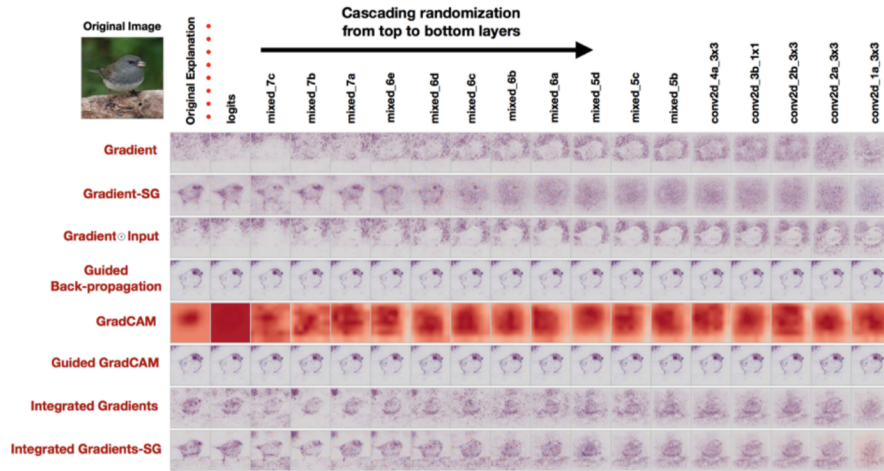 Cascading randomization
from top to bottom layers
Original Image
Original Explanation
logits
mixed_7c
mixed_7b
mixed_7a
mixed_6e
mixed_6d
mixed_6c
mixed_6b
mixed_6a
mixed_5d
mixed_5c
mixed_5b
conv2d_4a_3x3
conv2d_3b_1x1
conv2d_2b_3x3
conv2d_2a_3x3
conv2d_1a_3x3
Gradient
Gradient-SG
Gradient⊙Input
Guided
Back-propagation
GradCAM
Guided GradCAM
Integrated Gradients
Integrated Gradients-SG